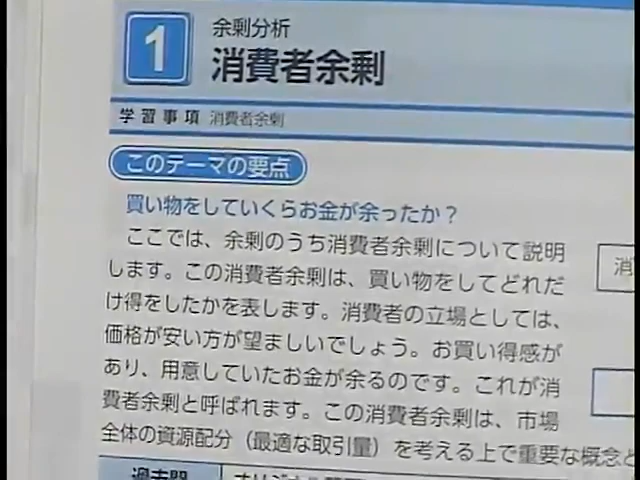 1
余剰分析
消費者余剰
学習事項 消費者余剰
このテーマの要点
買い物をしていくらお金が余ったか？
ここでは、余剰のうち消費者余剰について説明
します。この消費者余剰は、買い物をしてどれだ
け得をしたかを表します。消費者の立場としては、
価格が安い方が望ましいでしょう。お買い得感が
あり、用意していたお金が余るのです。これが消
費者余剰と呼ばれます。この消費者余剰は、市場
全体の資源配分（最適な取引量）を考える上で重要な概念と
消
過去問